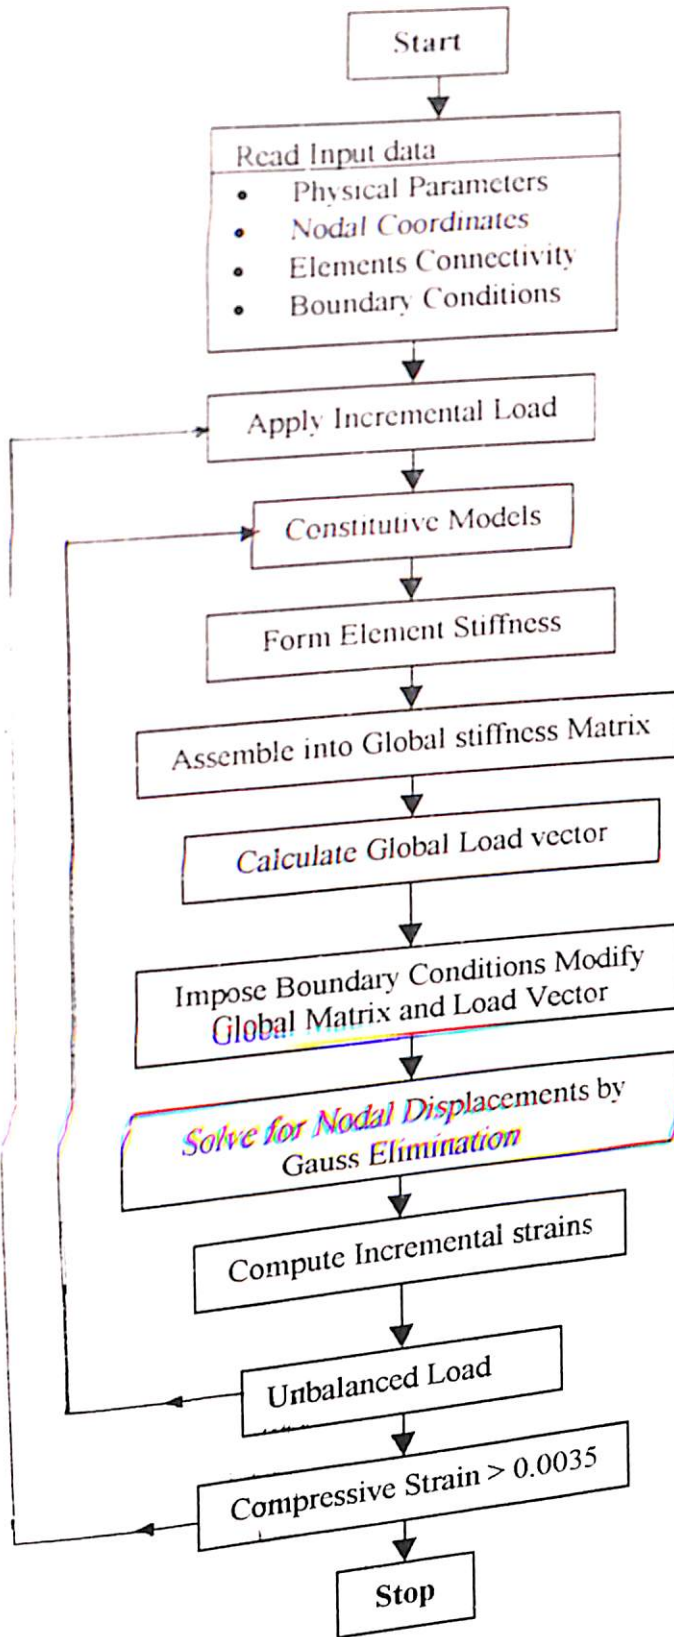 Start
Read Input data
• Physical Parameters
• Nodal Coordinates
• Elements Connectivity
• Boundary Conditions
Apply Incremental Load
Constitutive Models
Form Element Stiffness
Assemble into Global stiffness Matrix
Calculate Global Load vector
Impose Boundary Conditions Modify
Global Matrix and Load Vector
Solve for Nodal Displacements by
Gauss Elimination
Compute Incremental strains
Unbalanced Load
Compressive Strain > 0.0035
Stop